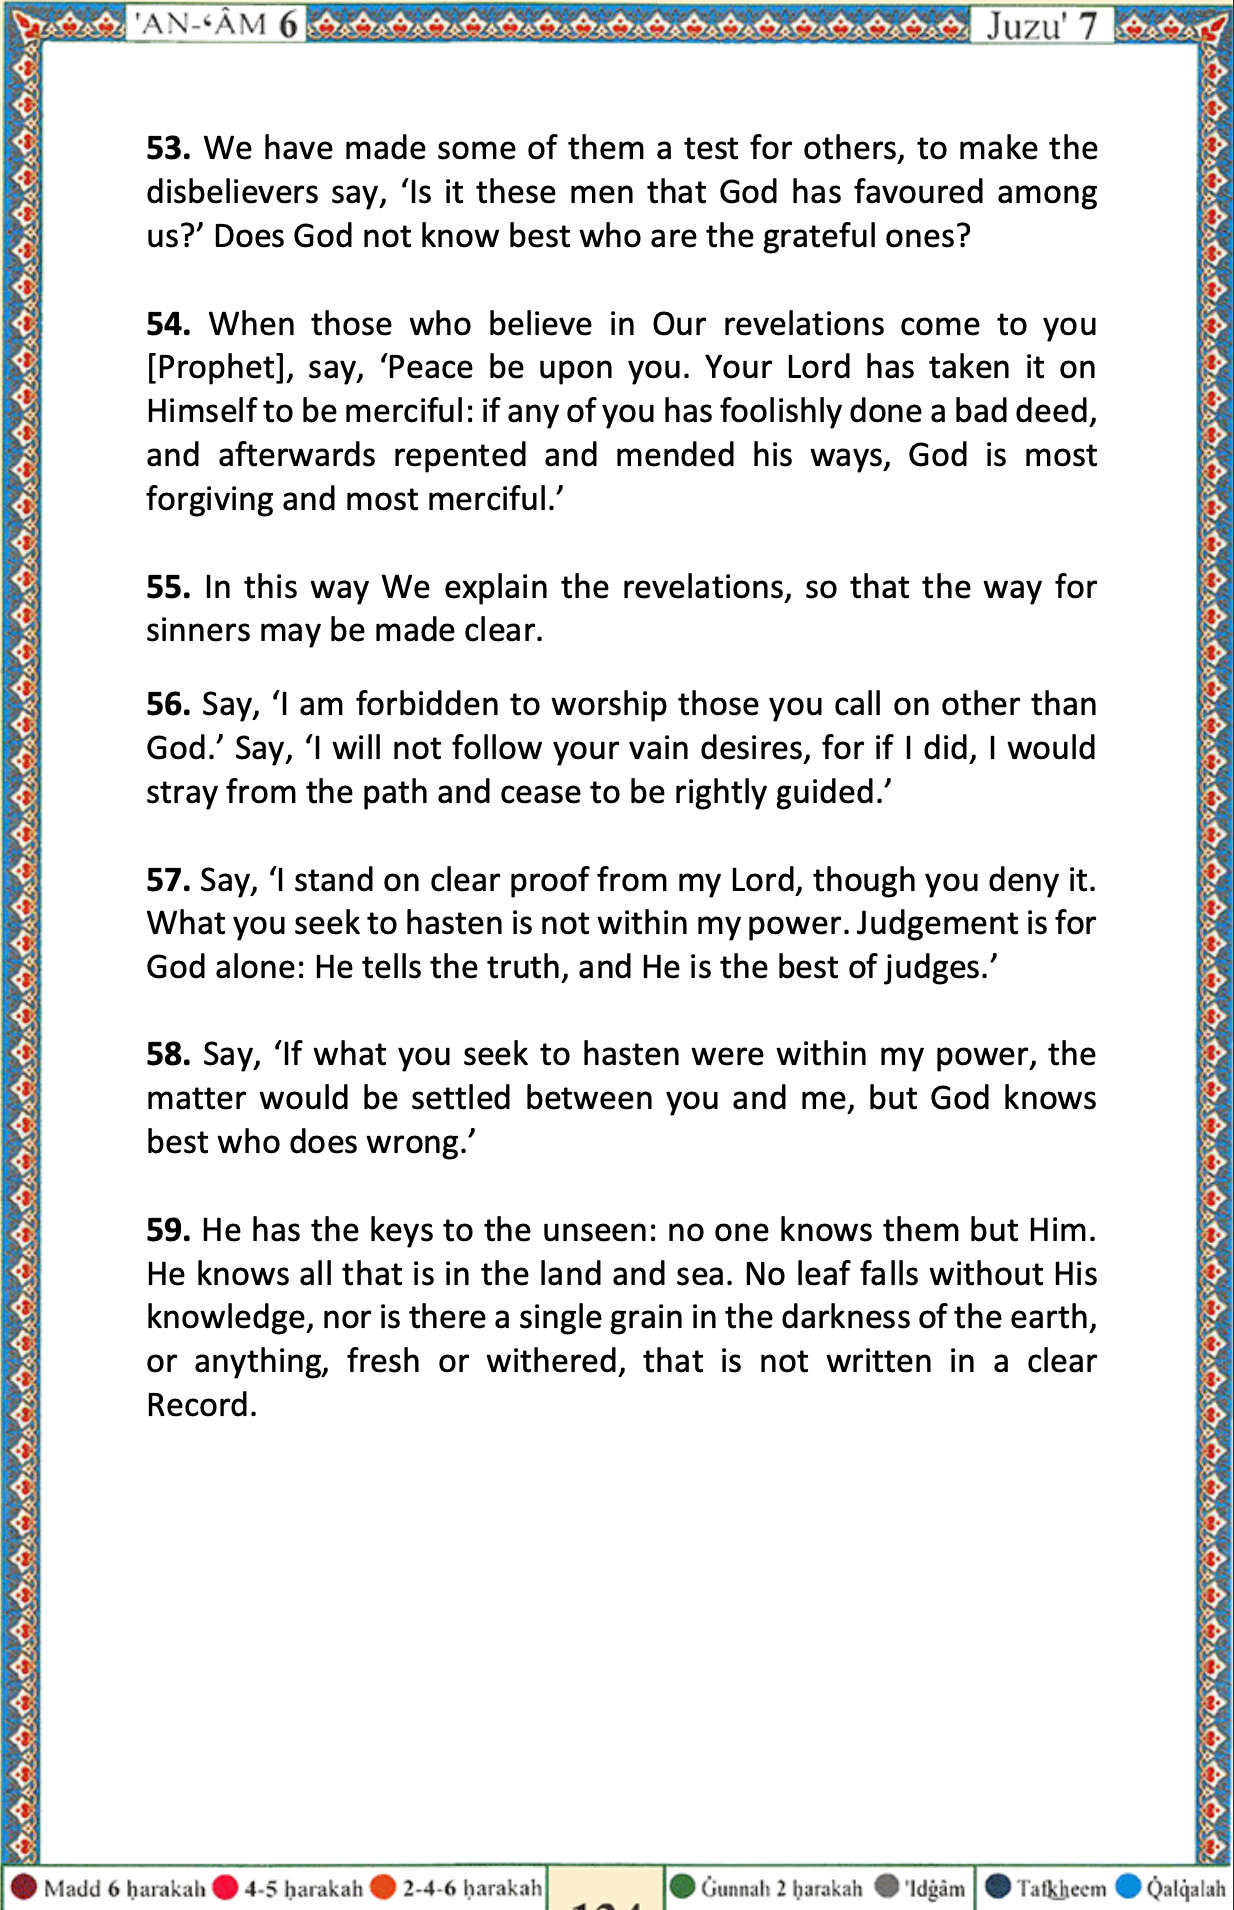 'AN-‘ÂM 6
Juzu' 7
53. We have made some of them a test for others, to make the
disbelievers say, ‘Is it these men that God has favoured among
us?’ Does God not know best who are the grateful ones?
54. When those who believe in Our revelations come to you
[Prophet], say, ‘Peace be upon you. Your Lord has taken it on
Himself to be merciful: if any of you has foolishly done a bad deed,
and afterwards repented and mended his ways, God is most
forgiving and most merciful.’
55. In this way We explain the revelations, so that the way for
sinners may be made clear.
56. Say, ‘I am forbidden to worship those you call on other than
God.’ Say, ‘I will not follow your vain desires, for if I did, I would
stray from the path and cease to be rightly guided.’
57. Say, ‘I stand on clear proof from my Lord, though you deny it.
What you seek to hasten is not within my power. Judgement is for
God alone: He tells the truth, and He is the best of judges.’
58. Say, ‘If what you seek to hasten were within my power, the
matter would be settled between you and me, but God knows
best who does wrong.’
59. He has the keys to the unseen: no one knows them but Him.
He knows all that is in the land and sea. No leaf falls without His
knowledge, nor is there a single grain in the darkness of the earth,
or anything, fresh or withered, that is not written in a clear
Record.
Madd 6 ḥarakah 4-5 ḥarakah 2-4-6 ḥarakah
Ġunnah 2 ḥarakah 'Idġâm
Tafkheem Q̇alq̇alah